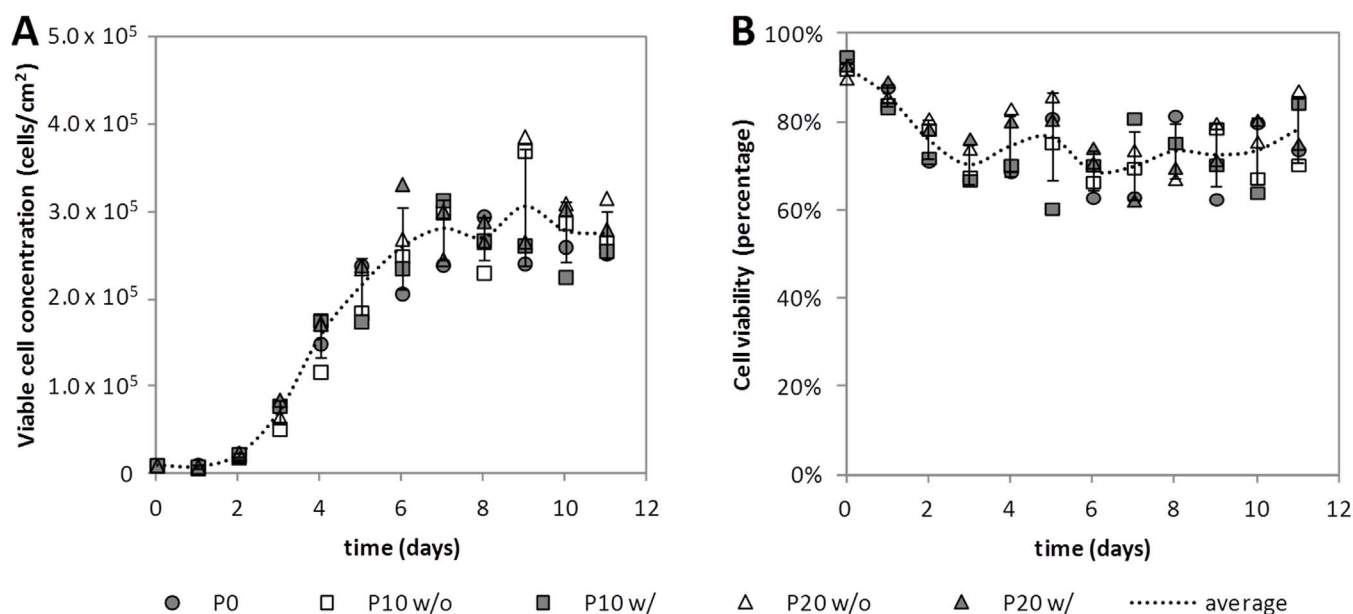 A
Viable cell concentration (cells/cm²)
5.0 x 10⁵
4.0 x 10⁵
3.0 x 10⁵
2.0 x 10⁵
1.0 x 10⁵
0
0 2 4 6 8 10 12
time (days)
B
Cell viability (percentage)
100%
80%
60%
40%
20%
0%
0 2 4 6 8 10 12
time (days)
P0 P10 w/o P10 w/ P20 w/o P20 w/ average